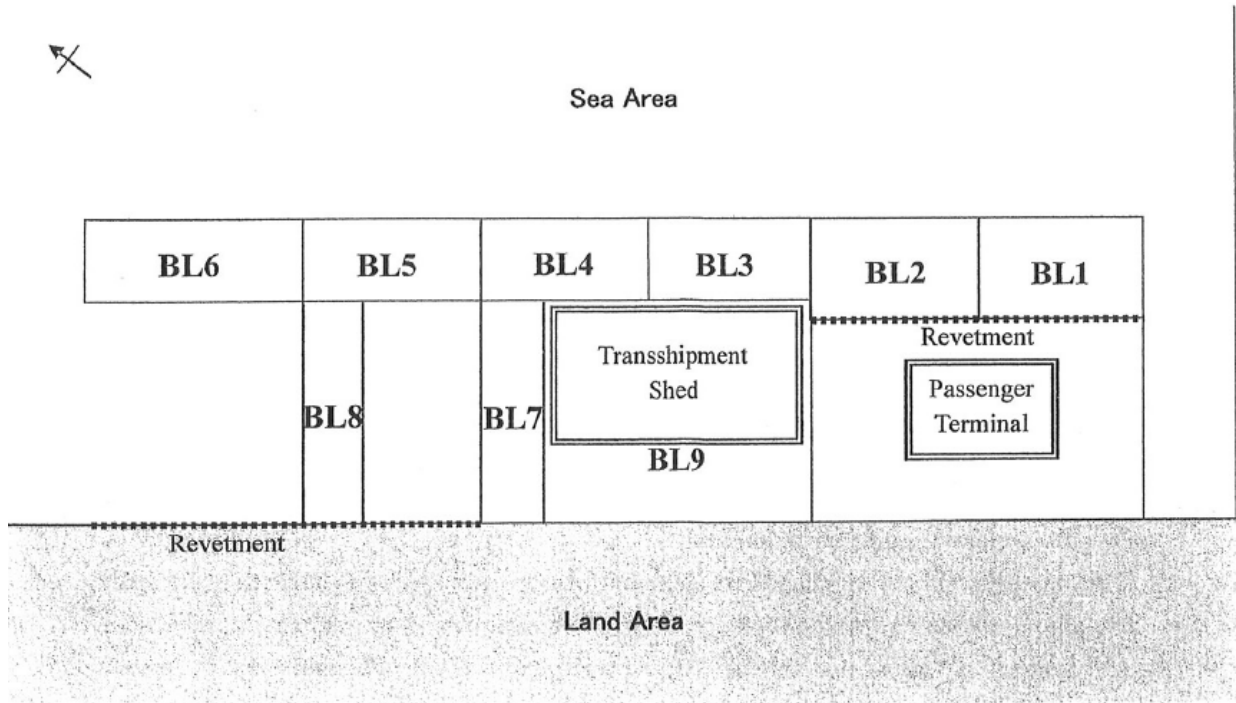 Sea Area
BL6
BL5
BL4
BL3
BL2
BL1
Revetment
Transshipment
Shed
Passenger
Terminal
BL8
BL7
BL9
Revetment
Land Area